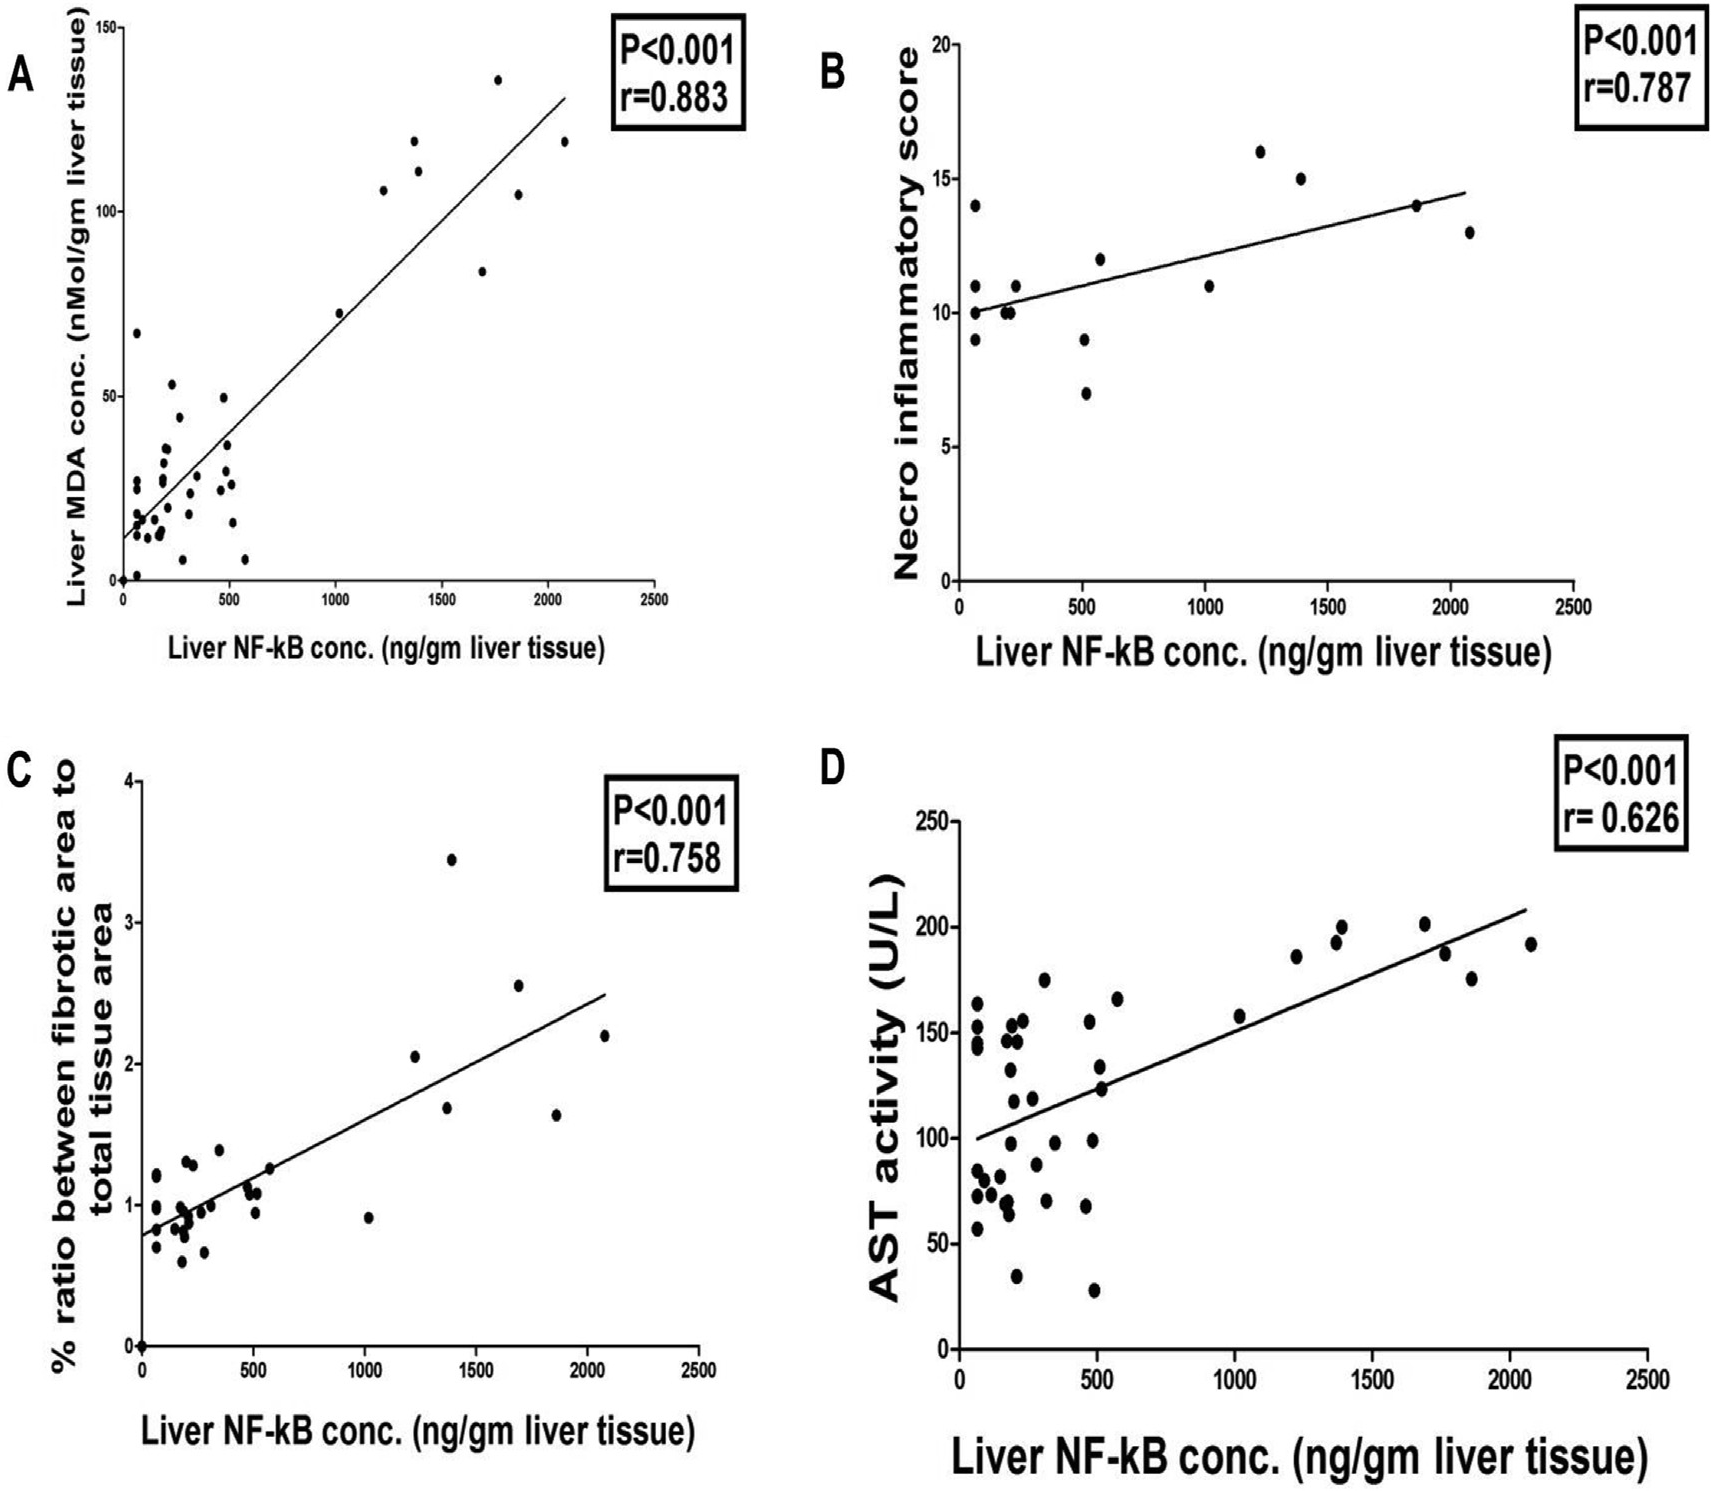 A
Liver MDA conc. (nMol/gm liver tissue)
150
100
50
0
0 500 1000 1500 2000 2500
Liver NF-kB conc. (ng/gm liver tissue)
P<0.001
r=0.883
B
Necro inflammatory score
20
15
10
5
0
0 500 1000 1500 2000 2500
Liver NF-kB conc. (ng/gm liver tissue)
P<0.001
r=0.787
C
% ratio between fibrotic area to
total tissue area
4
3
2
1
0
0 500 1000 1500 2000 2500
Liver NF-kB conc. (ng/gm liver tissue)
P<0.001
r=0.758
D
AST activity (U/L)
250
200
150
100
50
0
0 500 1000 1500 2000 2500
Liver NF-kB conc. (ng/gm liver tissue)
P<0.001
r= 0.626